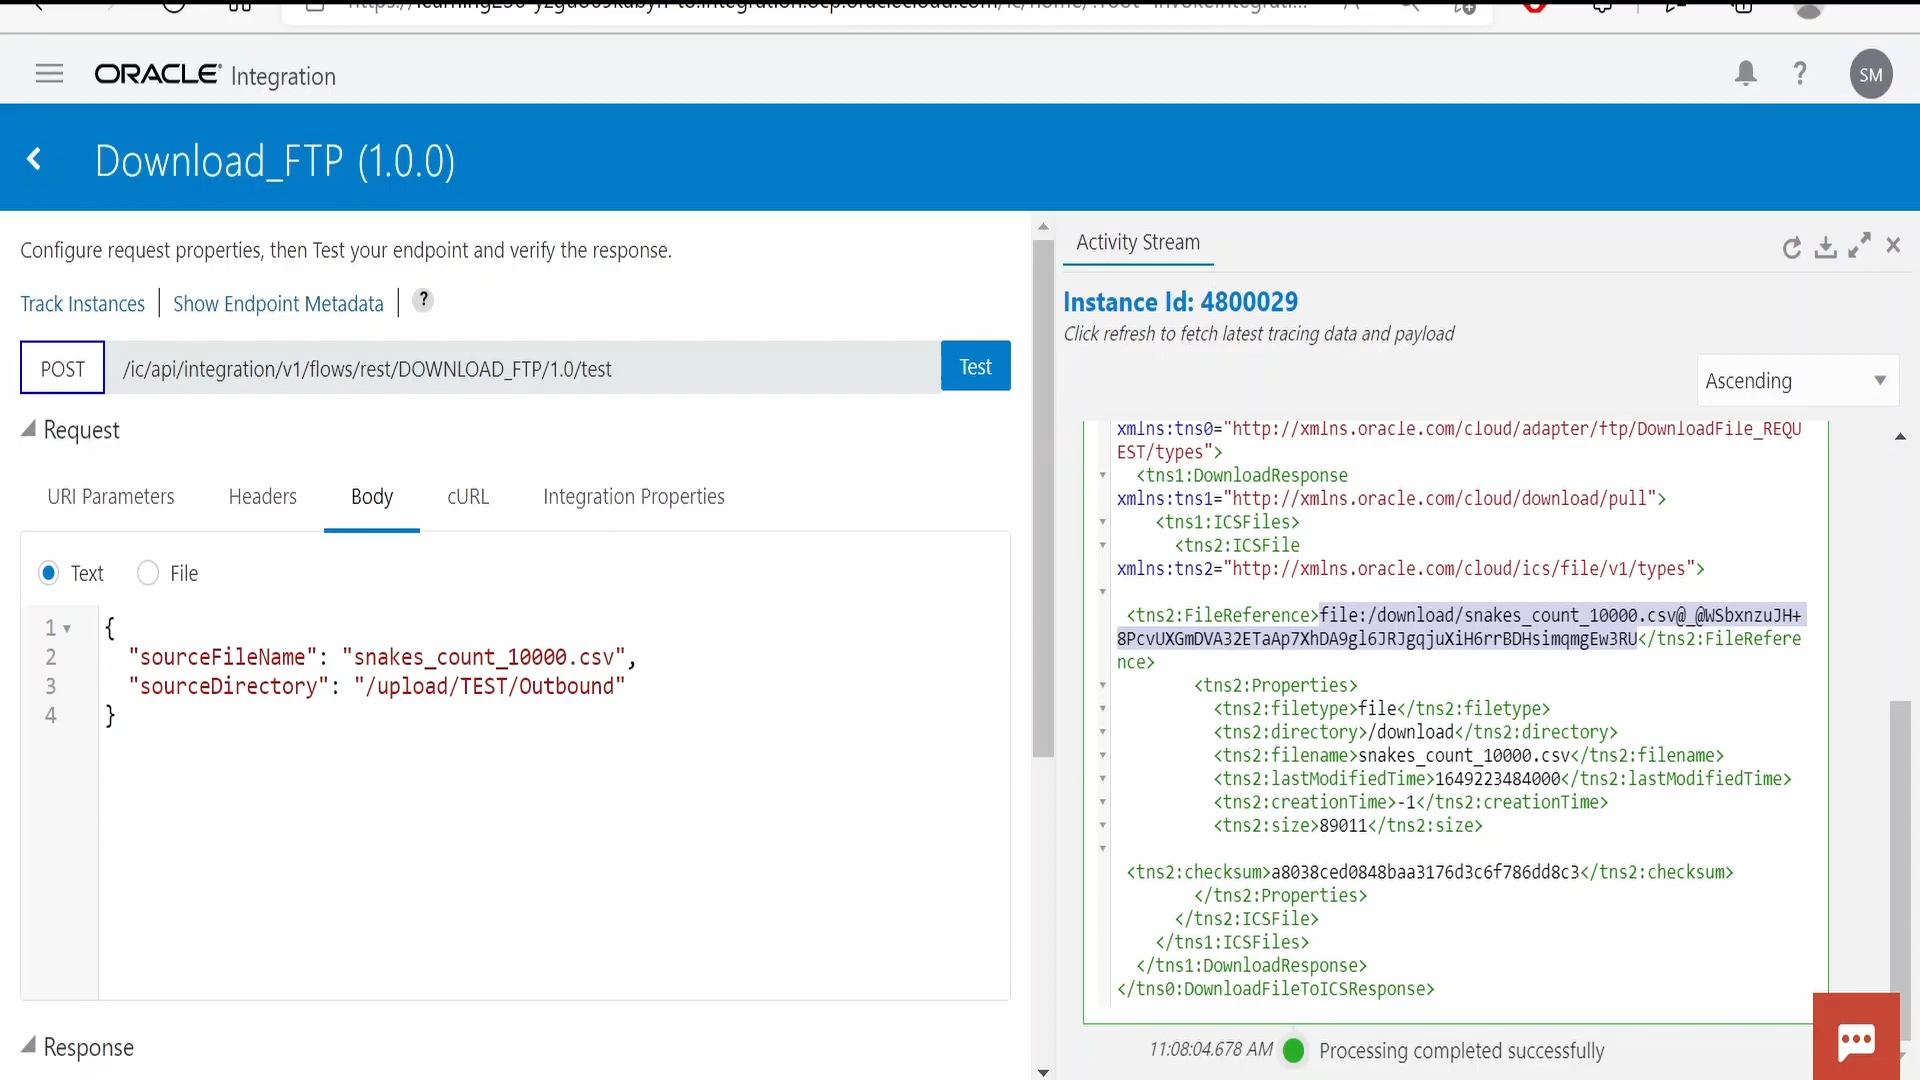 ORACLE Integration
SM
Download_FTP (1.0.0)
Configure request properties, then Test your endpoint and verify the response.
Track Instances
Show Endpoint Metadata
?
POST
/ic/api/integration/v1/flows/rest/DOWNLOAD_FTP/1.0/test
Test
Request
URI Parameters
Headers
Body
cURL
Integration Properties
Text
File
1 {
2 "sourceFileName": "snakes_count_10000.csv",
3 "sourceDirectory": "/upload/TEST/Outbound"
4 }
Response
Activity Stream
Instance Id: 4800029
Click refresh to fetch latest tracing data and payload
Ascending
xmlns:tns0="http://xmlns.oracle.com/cloud/adapter/ftp/DownloadFile_REQU
EST/types">
<tns1:DownloadResponse
xmlns:tns1="http://xmlns.oracle.com/cloud/download/pull">
<tns1:ICSFiles>
<tns2:ICSFile
xmlns:tns2="http://xmlns.oracle.com/cloud/ics/file/v1/types">
<tns2:FileReference>file:/download/snakes_count_10000.csv@_@WSbxnzuJH+
8PcvUXGmDVA32ETaAp7XhDA9gl6JRJgqjuXiH6rrBDHsimqmgEw3RU</tns2:FileRefere
nce>
<tns2:Properties>
<tns2:filetype>file</tns2:filetype>
<tns2:directory>/download</tns2:directory>
<tns2:filename>snakes_count_10000.csv</tns2:filename>
<tns2:lastModifiedTime>1649223484000</tns2:lastModifiedTime>
<tns2:creationTime>-1</tns2:creationTime>
<tns2:size>89011</tns2:size>
<tns2:checksum>a8038ced0848baa3176d3c6f786dd8c3</tns2:checksum>
</tns2:Properties>
</tns2:ICSFile>
</tns1:ICSFiles>
</tns1:DownloadResponse>
</tns0:DownloadFileToICSResponse>
11:08:04.678 AM Processing completed successfully